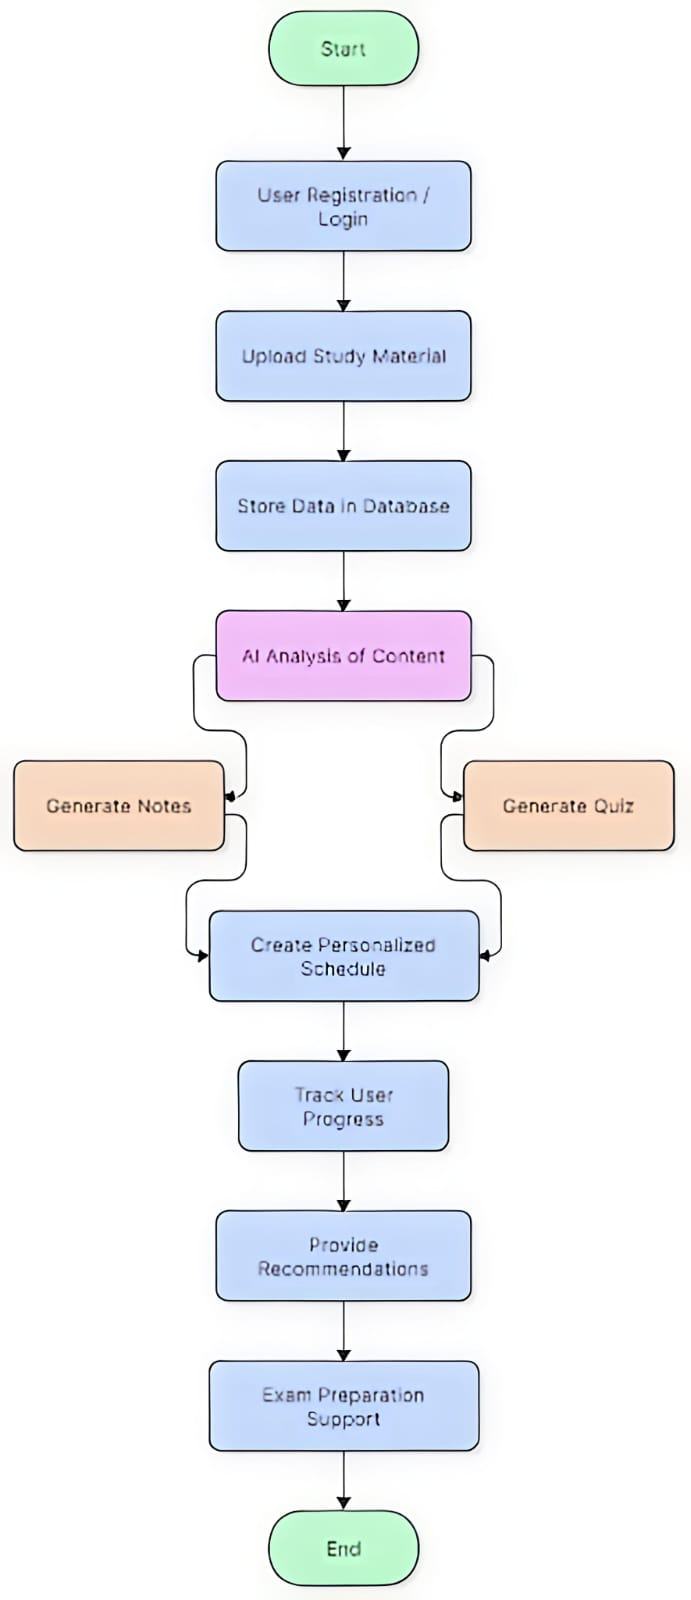 Start
User Registration /
Login
Upload Study Material
Store Data in Database
AI Analysis of Content
Generate Notes
Generate Quiz
Create Personalized
Schedule
Track User
Progress
Provide
Recommendations
Exam Preparation
Support
End